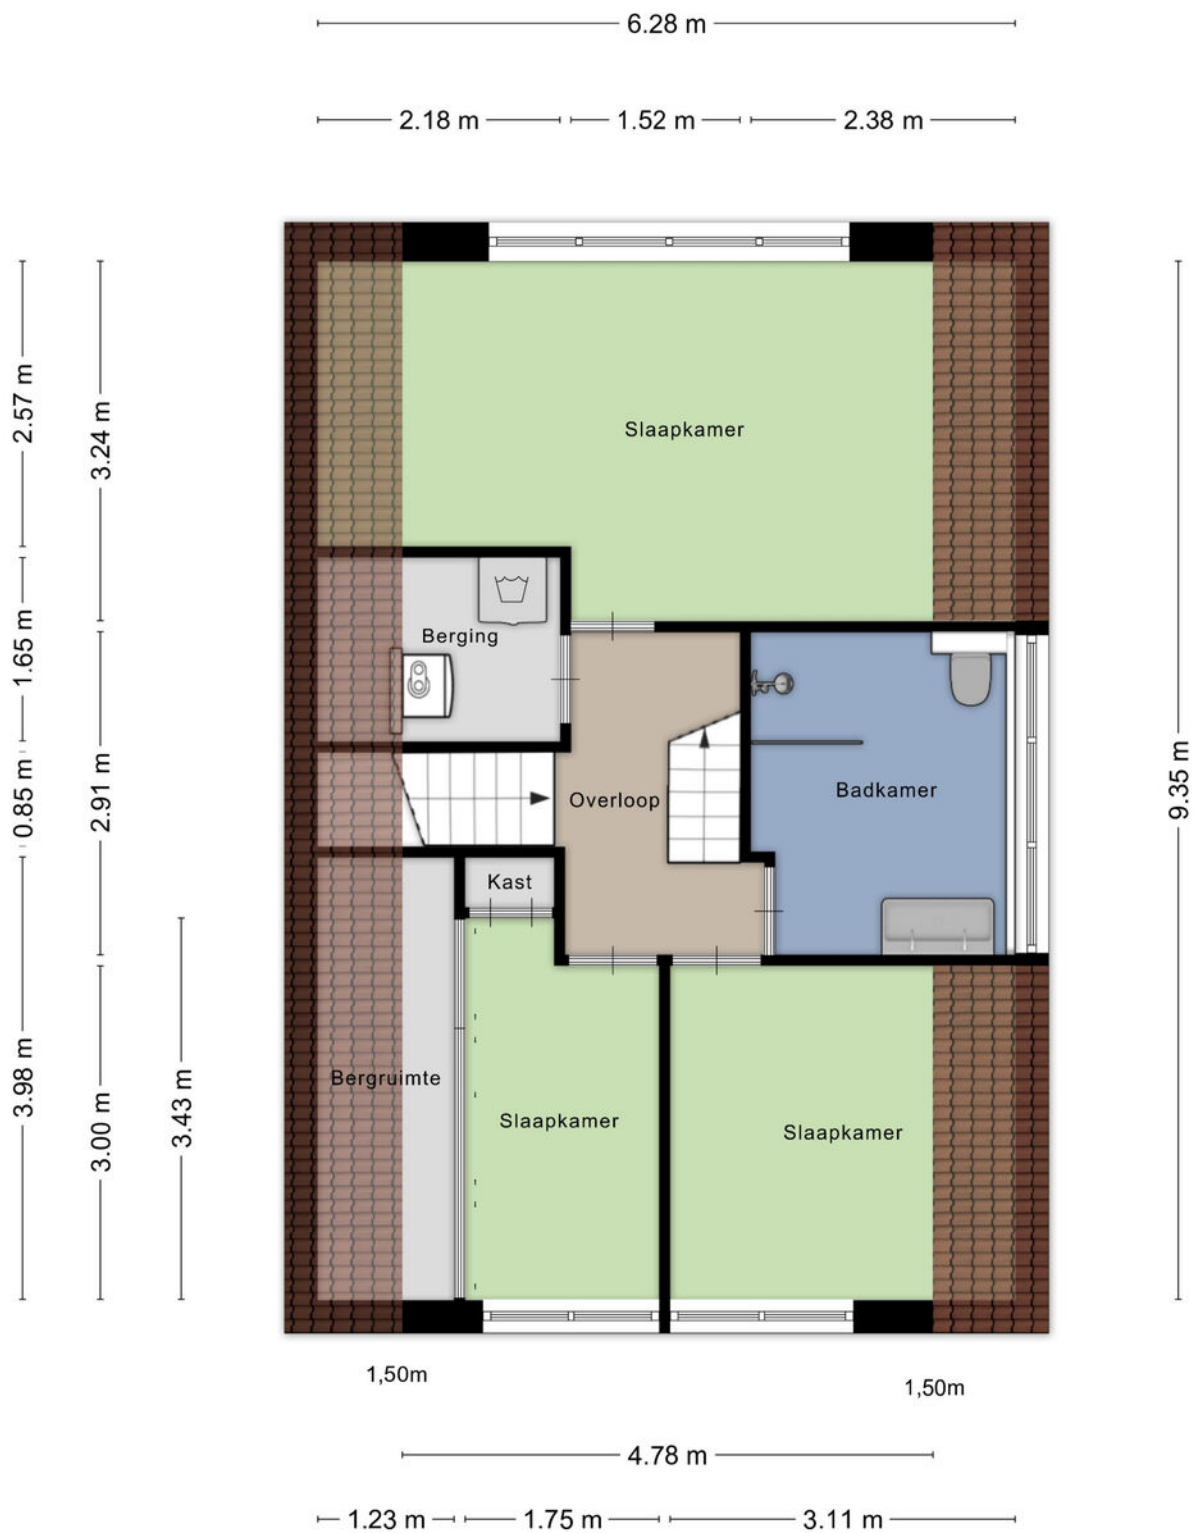 6.28 m
2.18 m
1.52 m
2.38 m
2.57 m
3.24 m
Slaapkamer
1.65 m
Berging
0.85 m
2.91 m
Overloop
Badkamer
9.35 m
Kast
3.98 m
3.00 m
3.43 m
Bergruimte
Slaapkamer
Slaapkamer
1,50m
1,50m
4.78 m
1.23 m
1.75 m
3.11 m